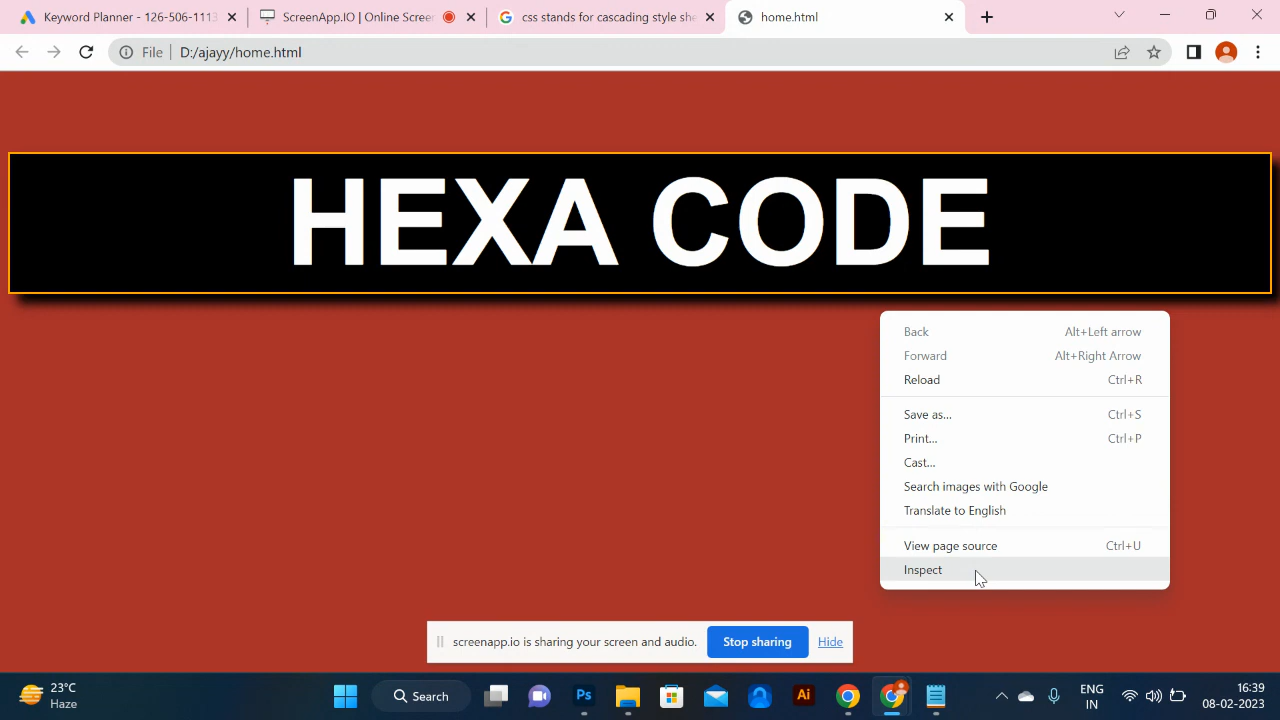 Keyword Planner - 126-506-1113
ScreenApp.IO | Online Screen
css stands for cascading style she
home.html
File
D:/ajayy/home.html
HEXA CODE
Back Alt+Left arrow
Forward Alt+Right Arrow
Reload Ctrl+R
Save as... Ctrl+S
Print... Ctrl+P
Cast...
Search images with Google
Translate to English
View page source Ctrl+U
Inspect
screenapp.io is sharing your screen and audio.
Stop sharing
Hide
23°C
Haze
Search
Ps
Ai
ENG
IN
16:39
08-02-2023